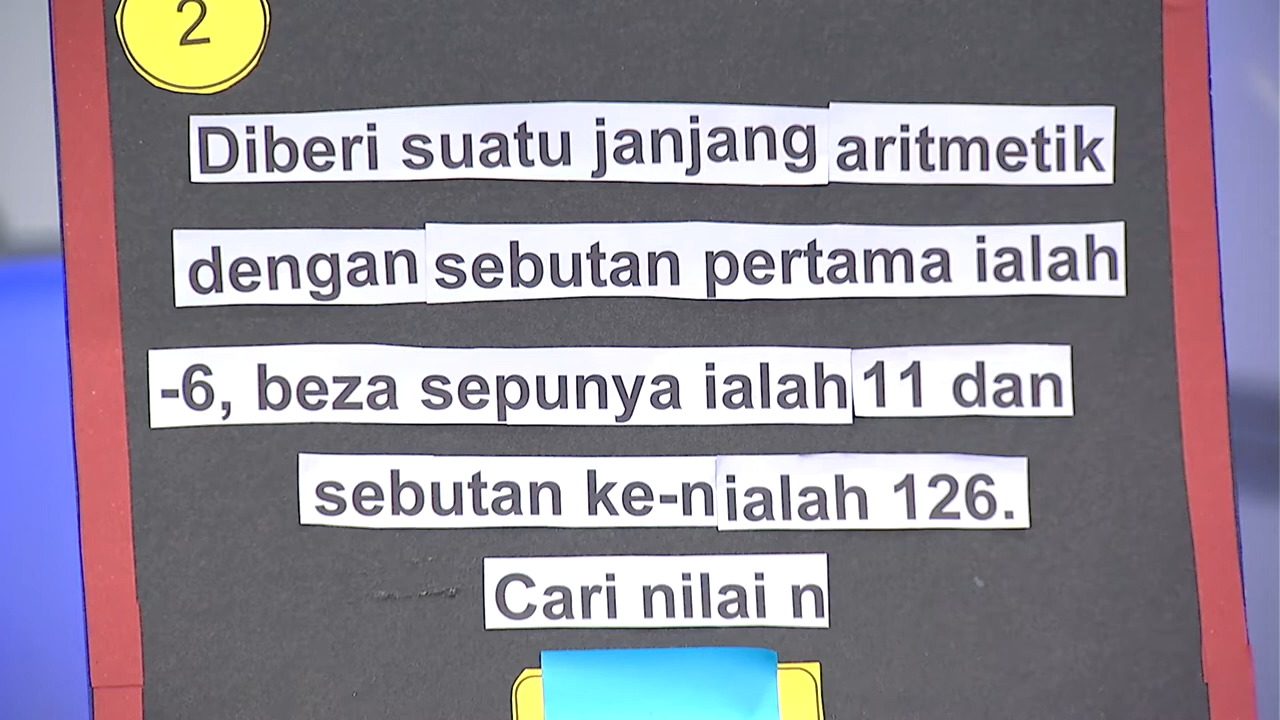 2
Diberi suatu janjang aritmetik
dengan sebutan pertama ialah
-6, beza sepunya ialah 11 dan
sebutan ke-n ialah 126.
Cari nilai n